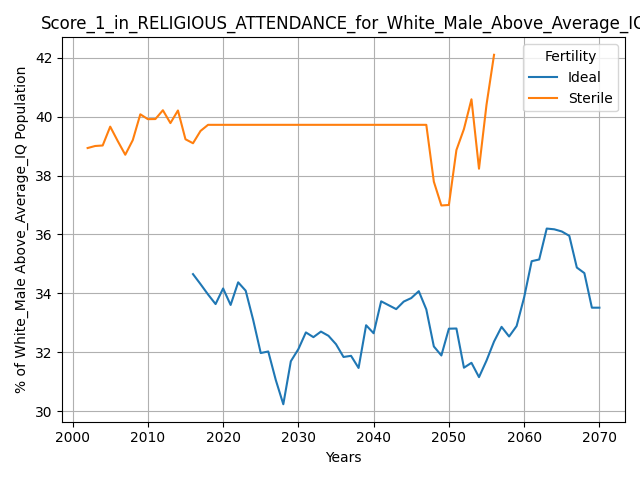 Score_1_in_RELIGIOUS_ATTENDANCE_for_White_Male_Above_Average_IQ
Fertility
Ideal
Sterile
% of White_Male Above_Average_IQ Population
42
40
38
36
34
32
30
2000 2010 2020 2030 2040 2050 2060 2070
Years